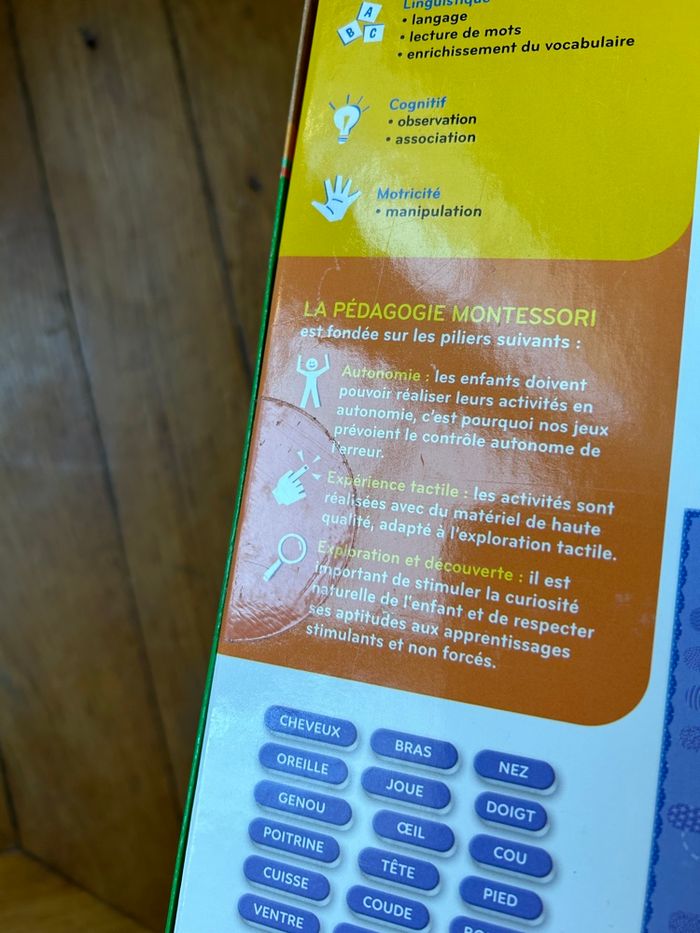 Linguistique
• langage
• lecture de mots
• enrichissement du vocabulaire
A
B C
Cognitif
• observation
• association
Motricité
• manipulation
LA PÉDAGOGIE MONTESSORI
est fondée sur les piliers suivants :
Autonomie : les enfants doivent
pouvoir réaliser leurs activités en
autonomie, c'est pourquoi nos jeux
prévoient le contrôle autonome de
l'erreur.
Expérience tactile : les activités sont
réalisées avec du matériel de haute
qualité, adapté à l'exploration tactile.
Exploration et découverte : il est
important de stimuler la curiosité
naturelle de l'enfant et de respecter
ses aptitudes aux apprentissages
stimulants et non forcés.
CHEVEUX BRAS NEZ
OREILLE JOUE DOIGT
GENOU ŒIL COU
POITRINE TÊTE PIED
CUISSE COUDE
VENTRE